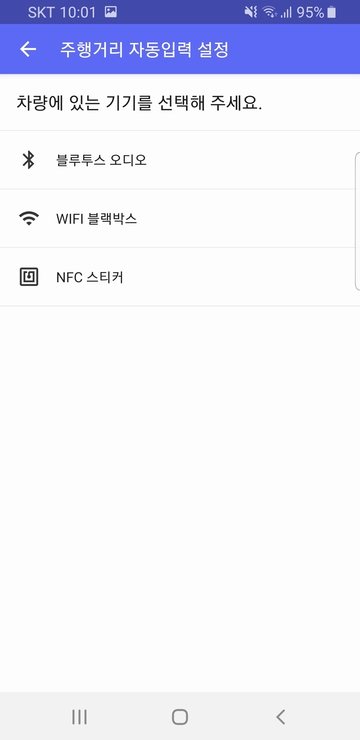 SKT 10:01 95%
주행거리 자동입력 설정
차량에 있는 기기를 선택해 주세요.
블루투스 오디오
WIFI 블랙박스
NFC 스티커